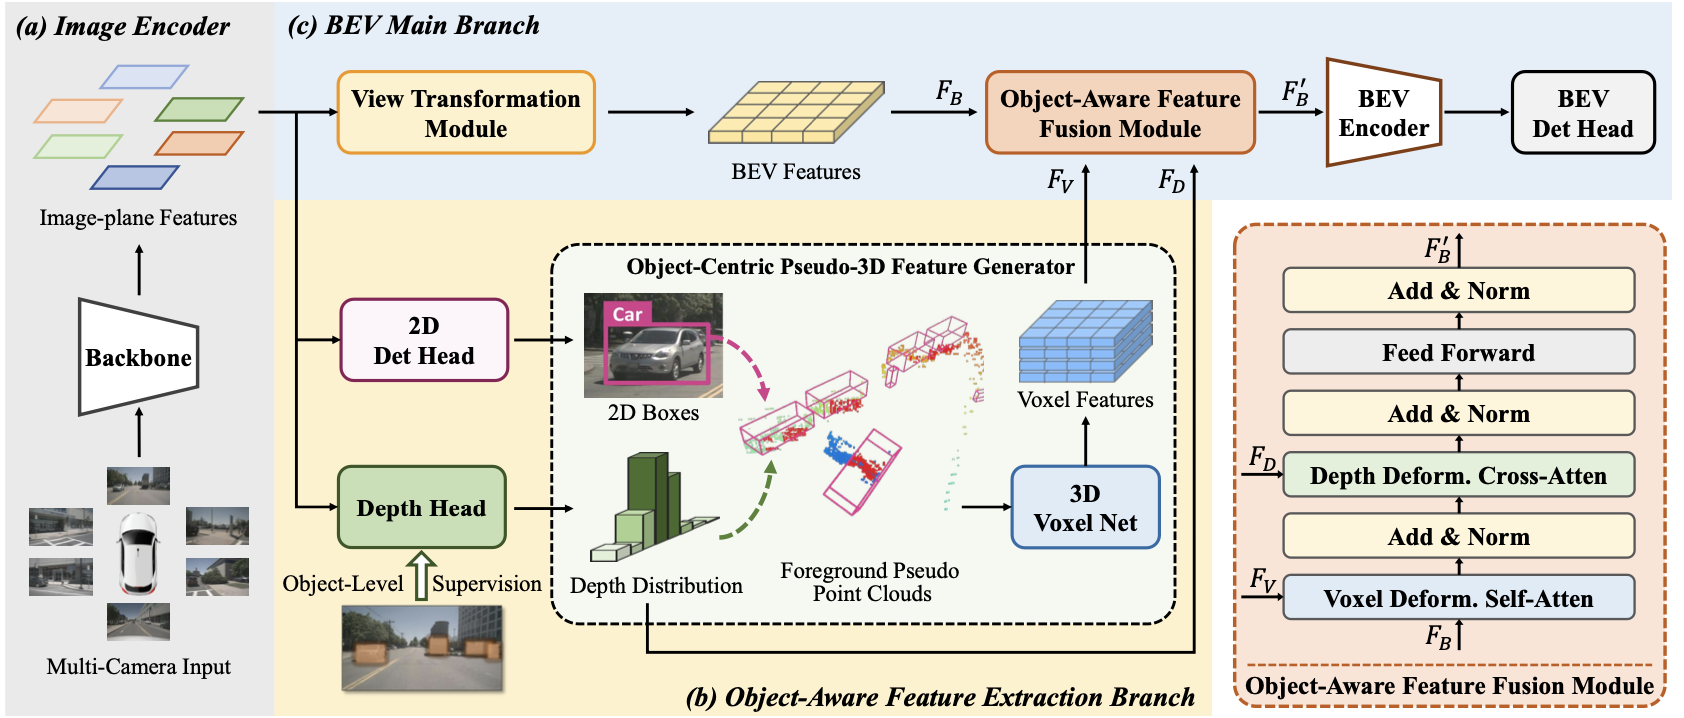 (a) Image Encoder
Image-plane Features
Backbone
Multi-Camera Input
(c) BEV Main Branch
View Transformation
Module
BEV Features
F_B
Object-Aware Feature
Fusion Module
F'_B
BEV
Encoder
BEV
Det Head
F_V
F_D
Object-Centric Pseudo-3D Feature Generator
2D
Det Head
Car
2D Boxes
Voxel Features
Depth Head
Object-Level
Supervision
Depth Distribution
Foreground Pseudo
Point Clouds
3D
Voxel Net
(b) Object-Aware Feature Extraction Branch
F'_B
Add & Norm
Feed Forward
Add & Norm
F_D
Depth Deform. Cross-Atten
Add & Norm
F_V
Voxel Deform. Self-Atten
F_B
Object-Aware Feature Fusion Module